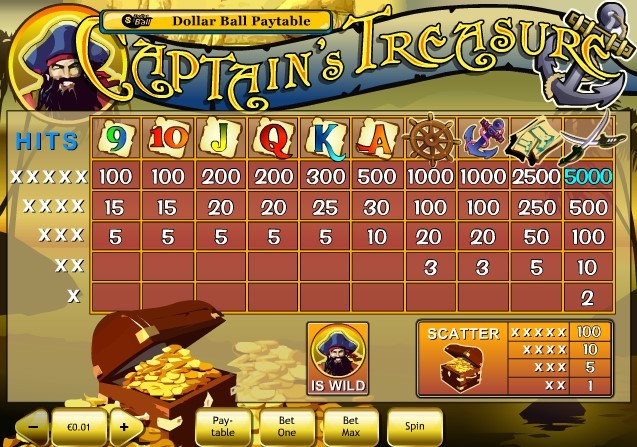 $ Dollar Ball Dollar Ball Paytable
CAPTAIN'S TREASURE
HITS 9 10 J Q K A
XXXXX 100 100 200 200 300 500 1000 1000 2500 5000
XXXX 15 15 20 20 25 30 100 100 250 500
XXX 5 5 5 5 5 10 20 20 50 100
XX 3 3 5 10
X 2
IS WILD
SCATTER
XXXXX 100
XXXX 10
XXX 5
XX 1
− €0.01 +
Pay-
table
Bet
One
Bet
Max
Spin